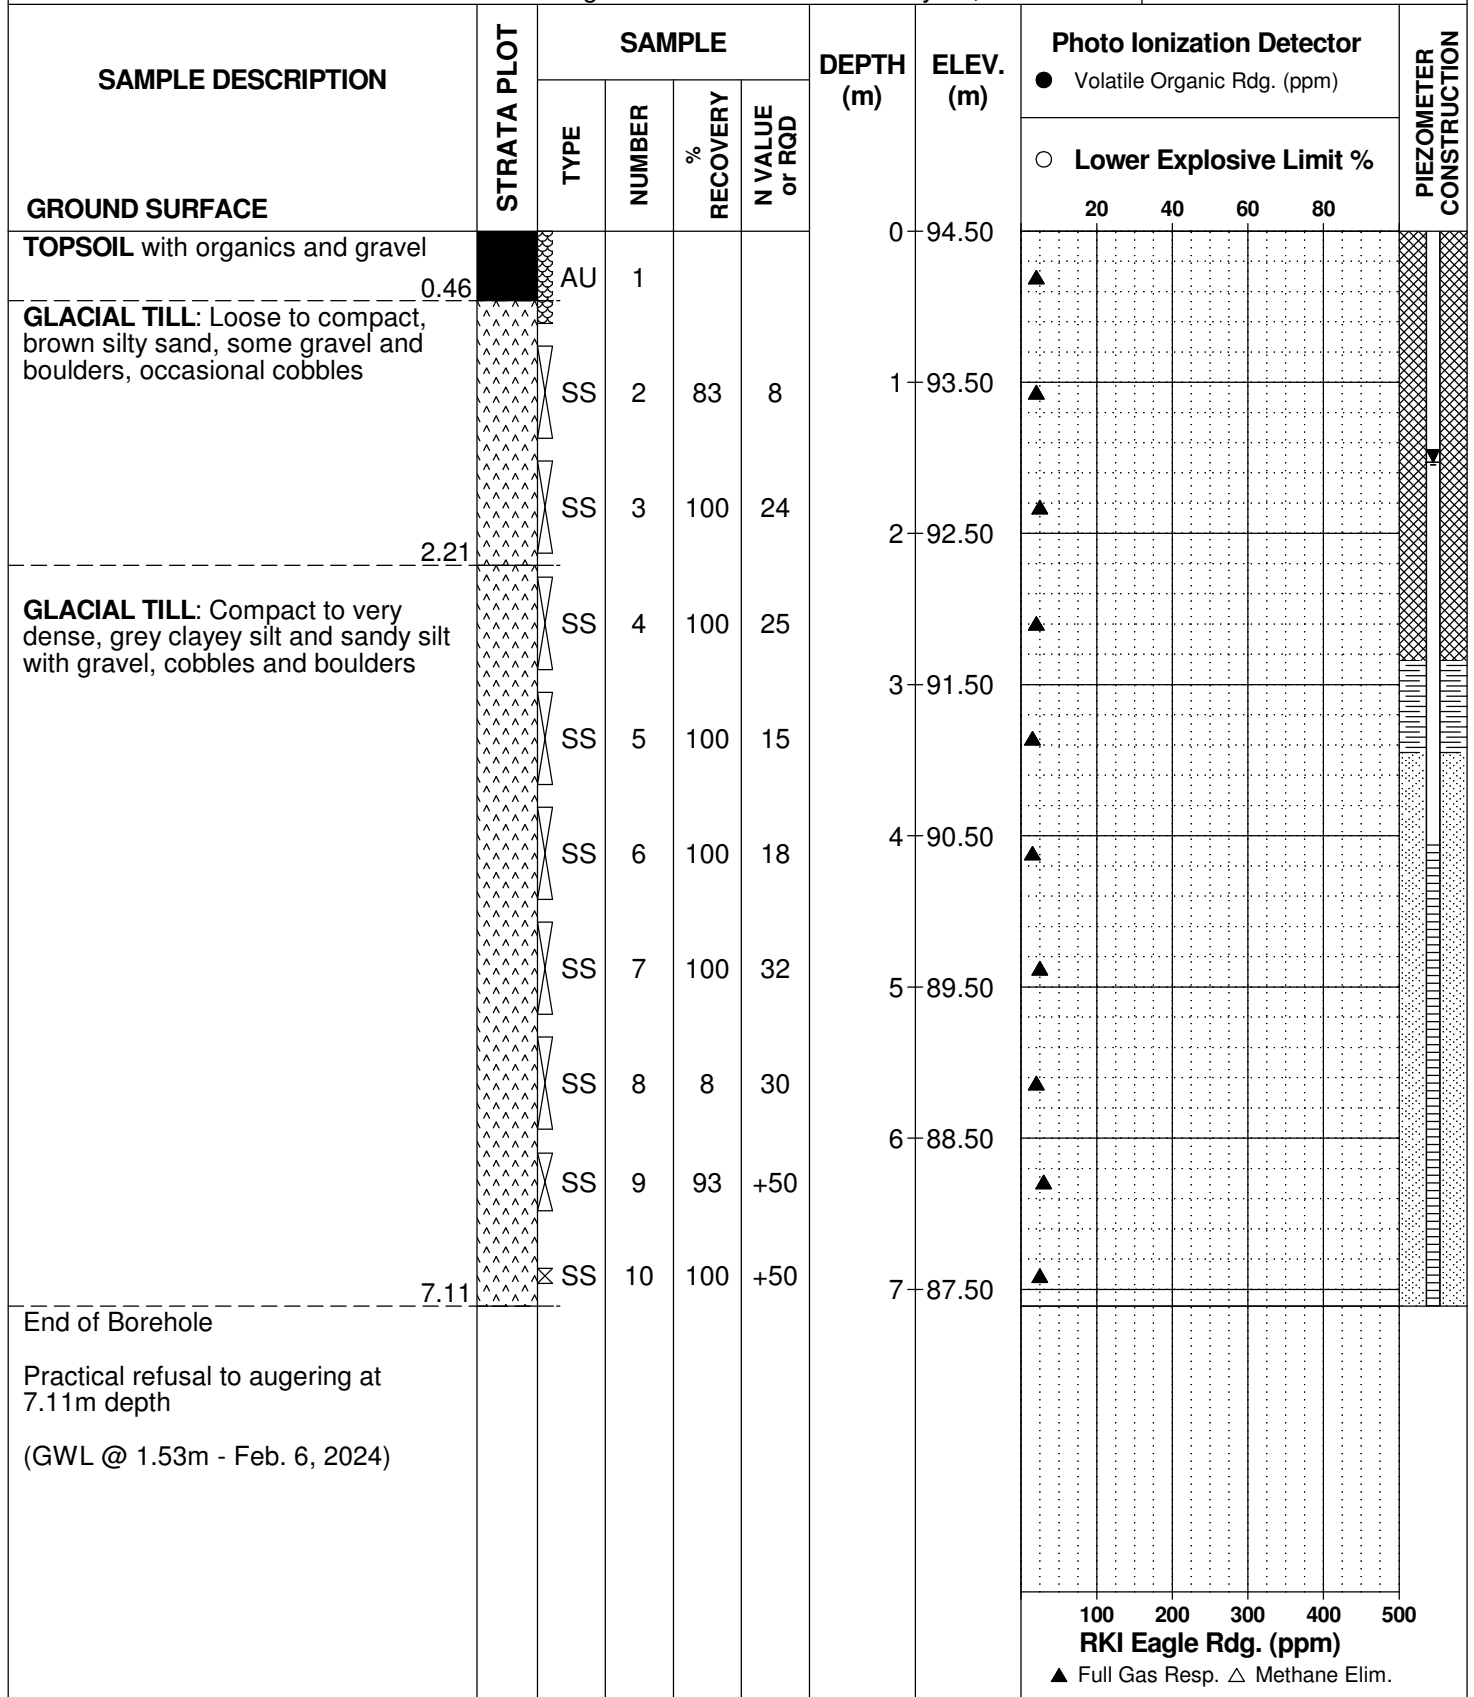 SAMPLE DESCRIPTION
GROUND SURFACE
STRATA PLOT
SAMPLE
TYPE
NUMBER
%
RECOVERY
N VALUE
or RQD
DEPTH
(m)
ELEV.
(m)
Photo Ionization Detector
● Volatile Organic Rdg. (ppm)
○ Lower Explosive Limit %
20 40 60 80
PIEZOMETER
CONSTRUCTION
0 94.50
TOPSOIL with organics and gravel
AU 1
0.46
GLACIAL TILL: Loose to compact,
brown silty sand, some gravel and
boulders, occasional cobbles
1 93.50
SS 2 83 8
SS 3 100 24
2 92.50
2.21
GLACIAL TILL: Compact to very
dense, grey clayey silt and sandy silt
with gravel, cobbles and boulders
SS 4 100 25
3 91.50
SS 5 100 15
4 90.50
SS 6 100 18
SS 7 100 32
5 89.50
SS 8 8 30
6 88.50
SS 9 93 +50
SS 10 100 +50
7 87.50
7.11
End of Borehole
Practical refusal to augering at
7.11m depth
(GWL @ 1.53m - Feb. 6, 2024)
100 200 300 400 500
RKI Eagle Rdg. (ppm)
▲ Full Gas Resp. △ Methane Elim.